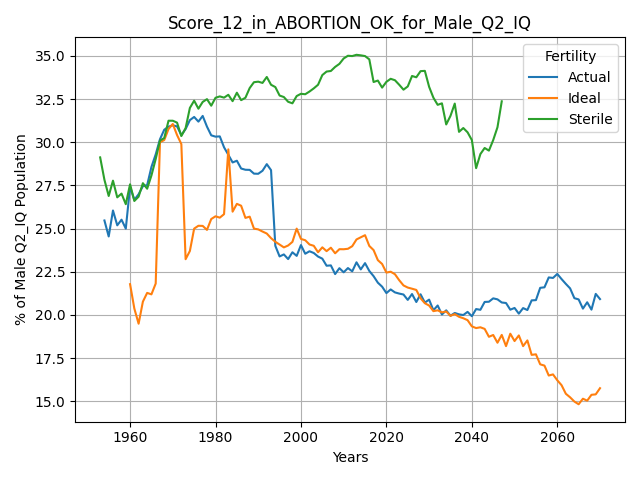 Score_12_in_ABORTION_OK_for_Male_Q2_IQ
% of Male Q2_IQ Population
35.0
32.5
30.0
27.5
25.0
22.5
20.0
17.5
15.0
Fertility
Actual
Ideal
Sterile
1960 1980 2000 2020 2040 2060
Years